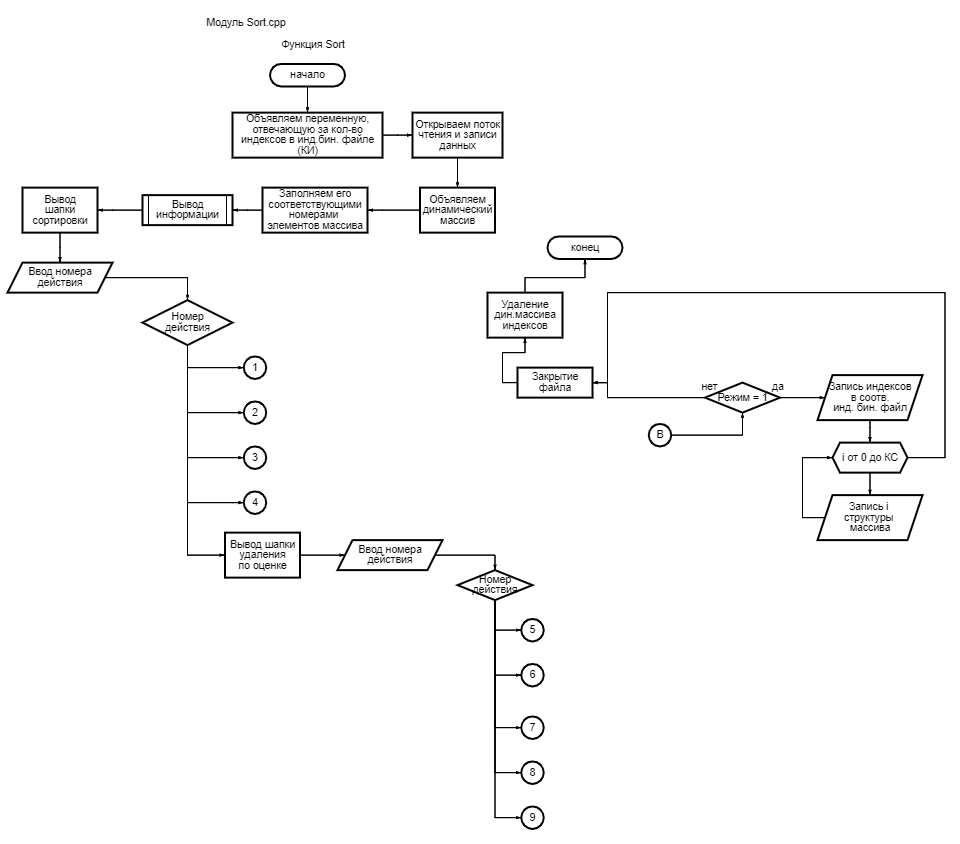 Модуль Sort.cpp
Функция Sort
начало
Объявляем переменную,
отвечающую за кол-во
индексов в инд.бин. файле
(КИ)
Открываем поток
чтения и записи
данных
Объявляем
динамический
массив
Заполняем его
соответствующими
номерами
элементов массива
Вывод
информации
Вывод
шапки
сортировки
Ввод номера
действия
Номер
действия
1
2
3
4
Вывод шапки
удаления
по оценке
Ввод номера
действия
Номер
действия
5
6
7
8
9
конец
Удаление
дин.массива
индексов
Закрытие
файла
нет
да
Режим = 1
В
Запись индексов
в соотв.
инд. бин. файл
i от 0 до КС
Запись i
структуры
массива